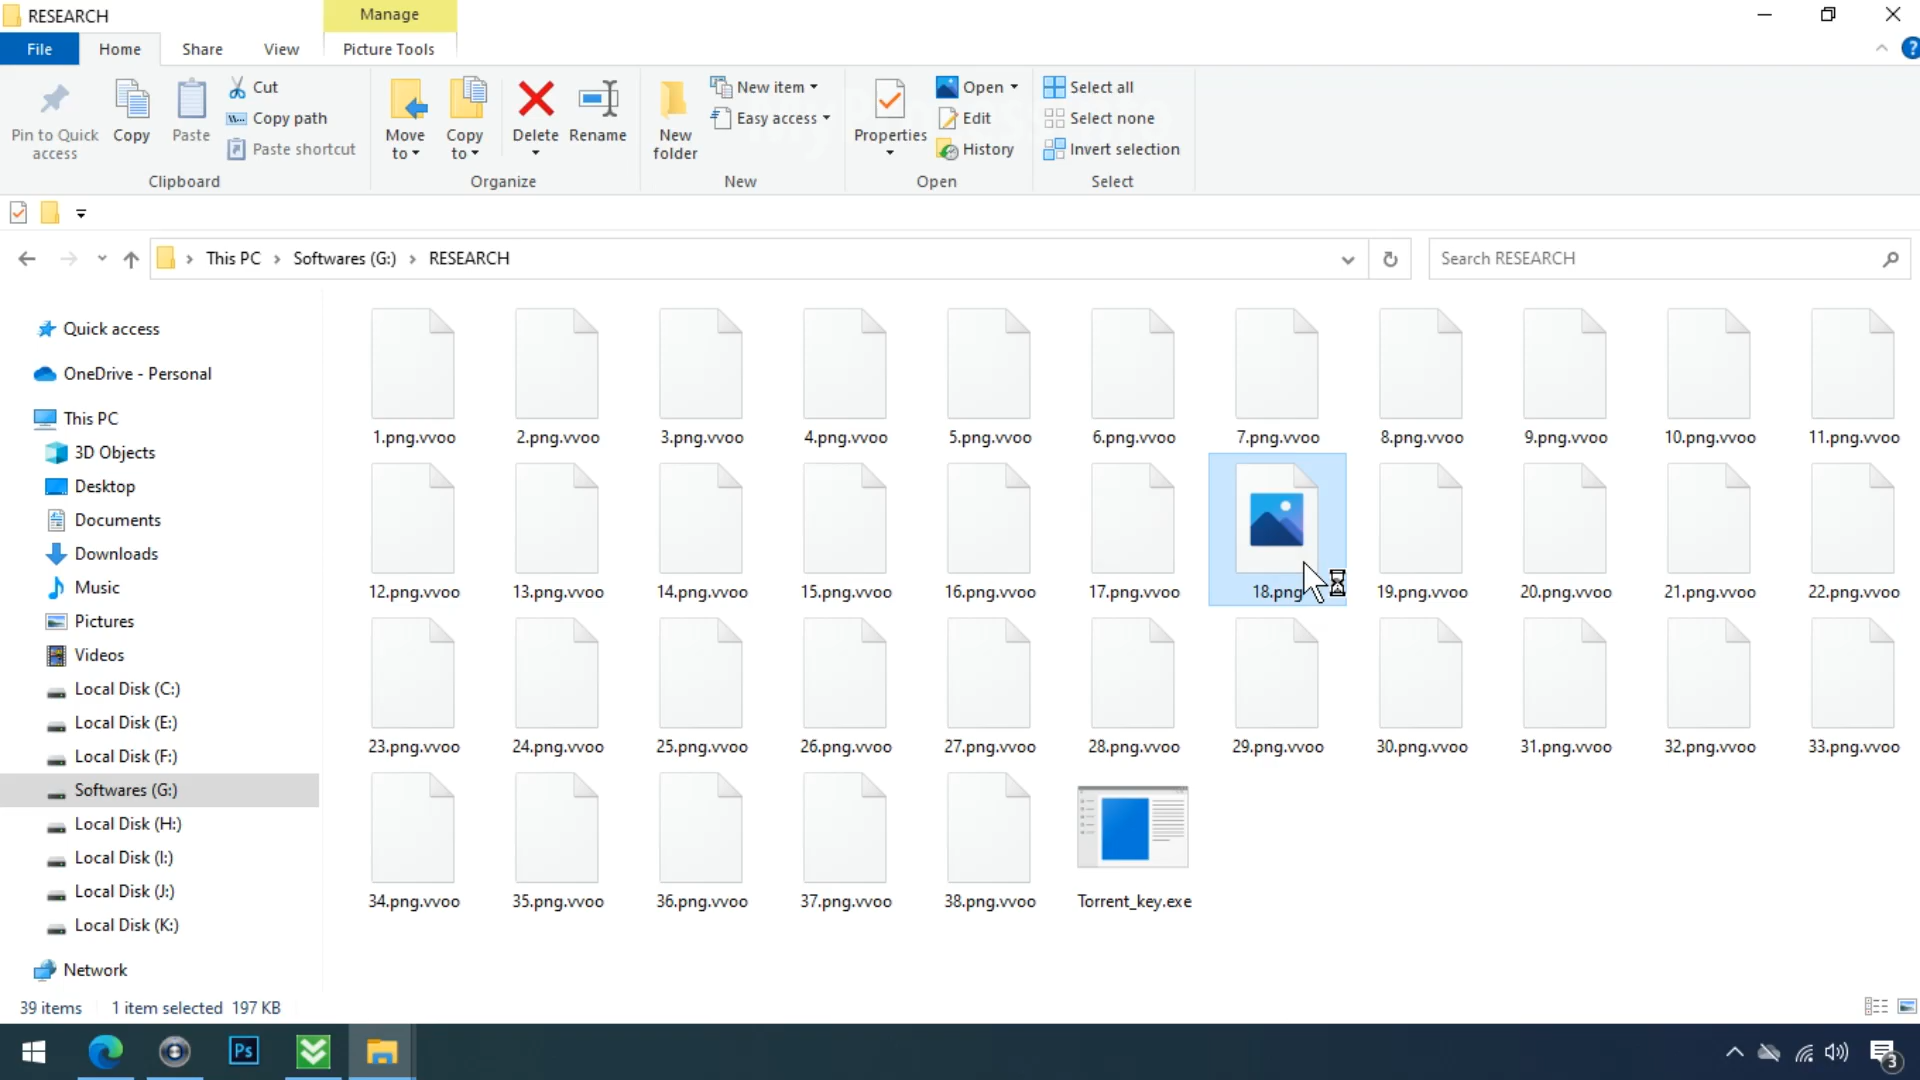 RESEARCH
Manage
File
Home
Share
View
Picture Tools
Pin to Quick access
Copy
Paste
Cut
Copy path
Paste shortcut
Move to
Copy to
Delete
Rename
New folder
New item
Easy access
Properties
Open
Edit
History
Select all
Select none
Invert selection
Clipboard
Organize
New
Open
Select
This PC
Softwares (G:)
RESEARCH
Search RESEARCH
Quick access
OneDrive - Personal
This PC
3D Objects
Desktop
Documents
Downloads
Music
Pictures
Videos
Local Disk (C:)
Local Disk (E:)
Local Disk (F:)
Softwares (G:)
Local Disk (H:)
Local Disk (I:)
Local Disk (J:)
Local Disk (K:)
Network
1.png.vvoo
2.png.vvoo
3.png.vvoo
4.png.vvoo
5.png.vvoo
6.png.vvoo
7.png.vvoo
8.png.vvoo
9.png.vvoo
10.png.vvoo
11.png.vvoo
12.png.vvoo
13.png.vvoo
14.png.vvoo
15.png.vvoo
16.png.vvoo
17.png.vvoo
18.png
19.png.vvoo
20.png.vvoo
21.png.vvoo
22.png.vvoo
23.png.vvoo
24.png.vvoo
25.png.vvoo
26.png.vvoo
27.png.vvoo
28.png.vvoo
29.png.vvoo
30.png.vvoo
31.png.vvoo
32.png.vvoo
33.png.vvoo
34.png.vvoo
35.png.vvoo
36.png.vvoo
37.png.vvoo
38.png.vvoo
Torrent_key.exe
39 items
1 item selected 197 KB
Ps
3